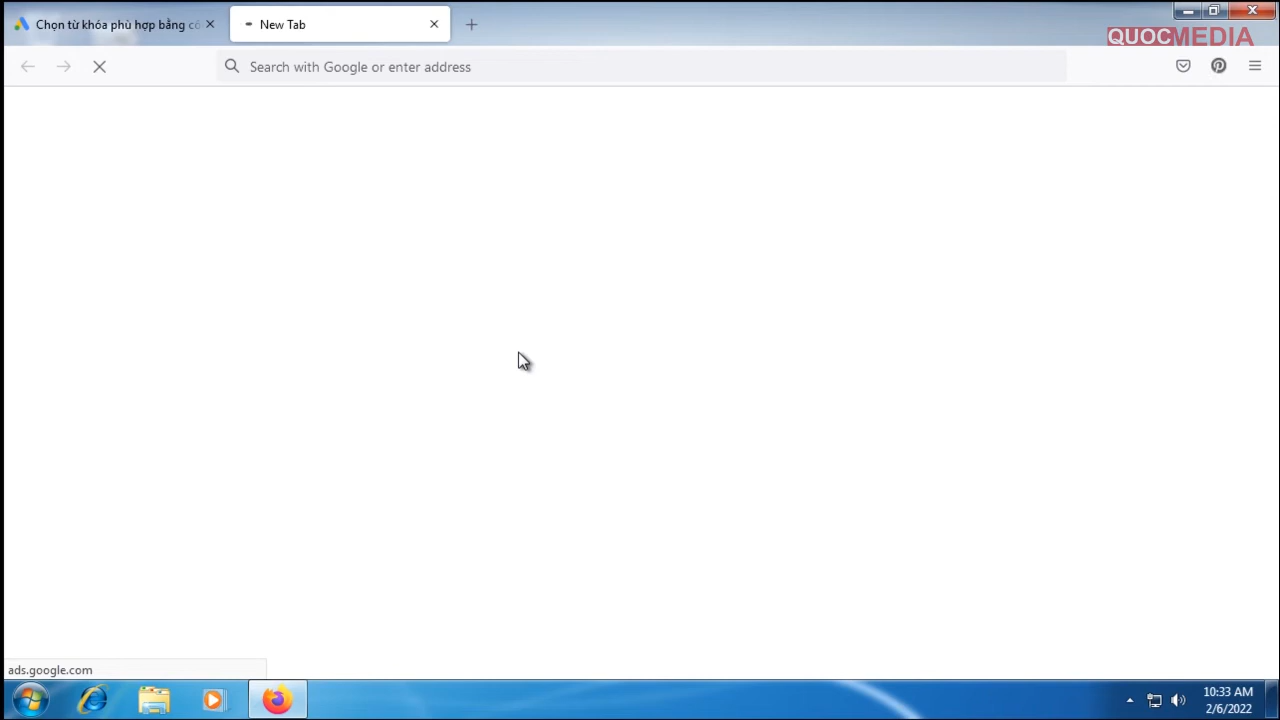 Chọn từ khóa phù hợp bằng cô
New Tab
QUOCMEDIA
Search with Google or enter address
ads.google.com
10:33 AM
2/6/2022